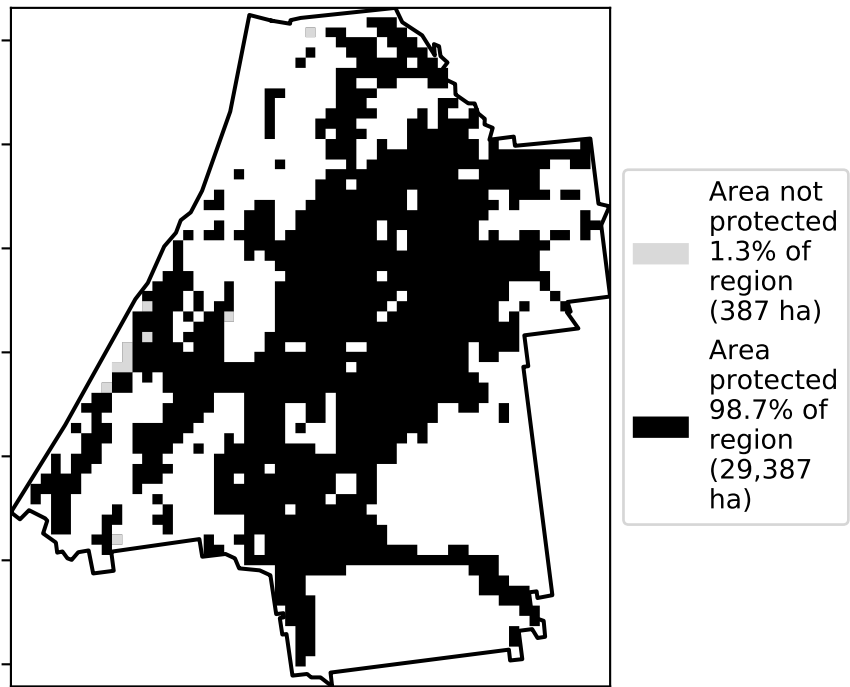 Area not
protected
1.3% of
region
(387 ha)
Area
protected
98.7% of
region
(29,387
ha)